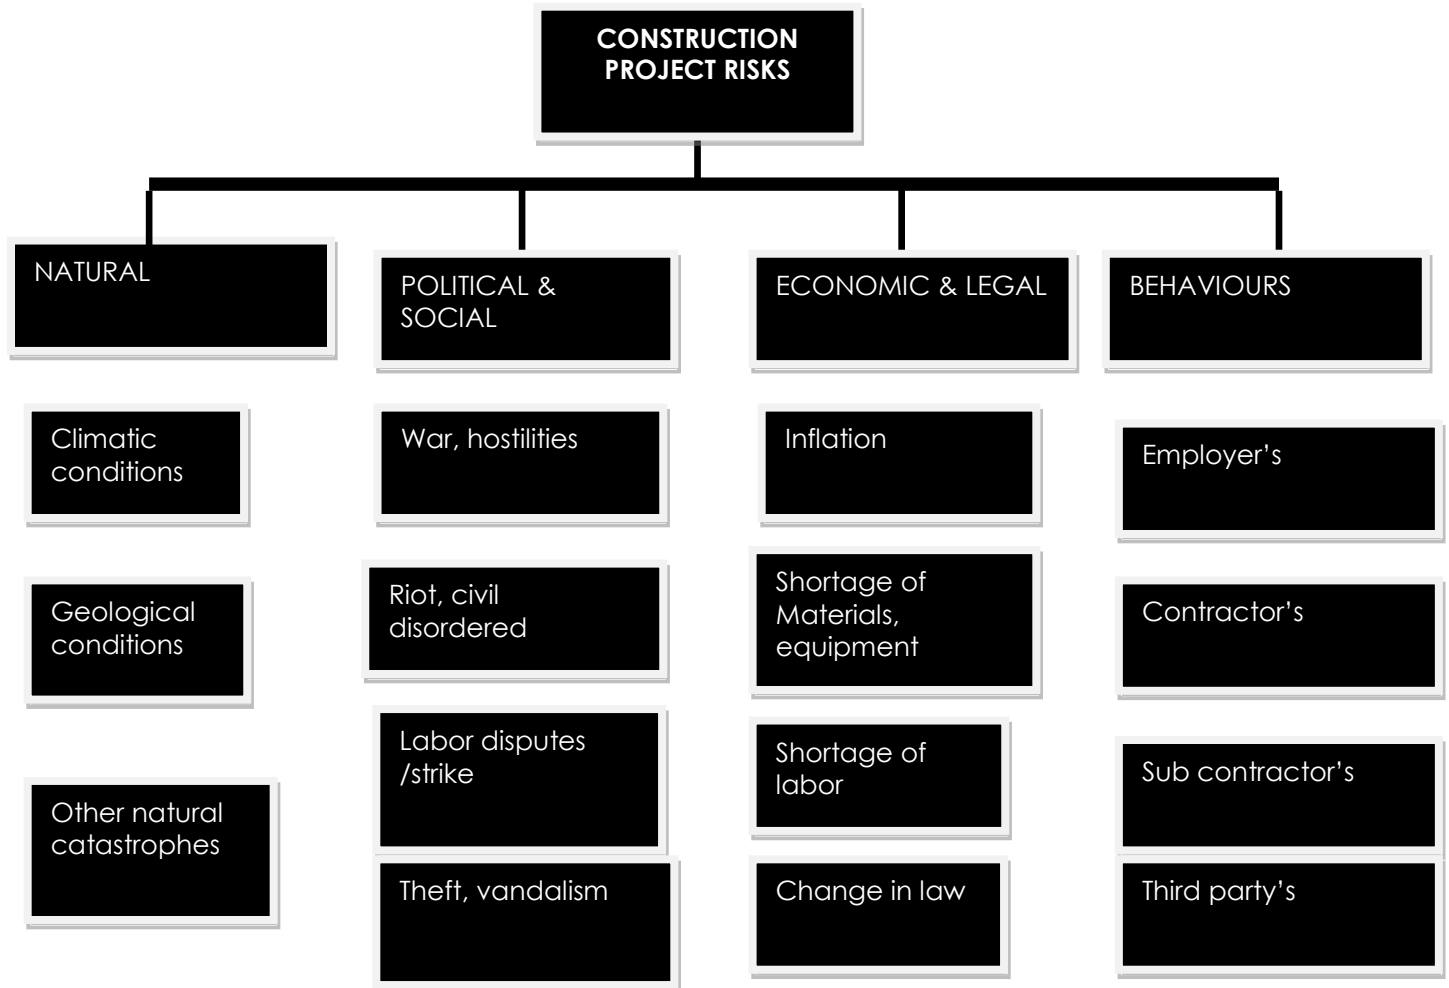 CONSTRUCTION
PROJECT RISKS
NATURAL
POLITICAL &
SOCIAL
ECONOMIC & LEGAL
BEHAVIOURS
Climatic
conditions
War, hostilities
Inflation
Employer’s
Geological
conditions
Riot, civil
disordered
Shortage of
Materials,
equipment
Contractor’s
Other natural
catastrophes
Labor disputes
/strike
Shortage of
labor
Sub contractor’s
Theft, vandalism
Change in law
Third party’s